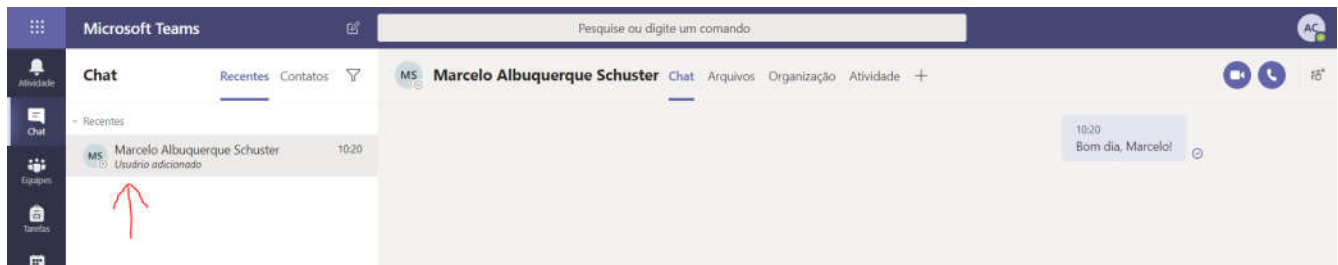 Microsoft Teams
Pesquise ou digite um comando
AC
Atividade
Chat
Equipes
Tarefas
Chat
Recentes Contatos
Recentes
MS
Marcelo Albuquerque Schuster 10:20
Usuário adicionado
MS Marcelo Albuquerque Schuster Chat Arquivos Organização Atividade +
10:20
Bom dia, Marcelo!